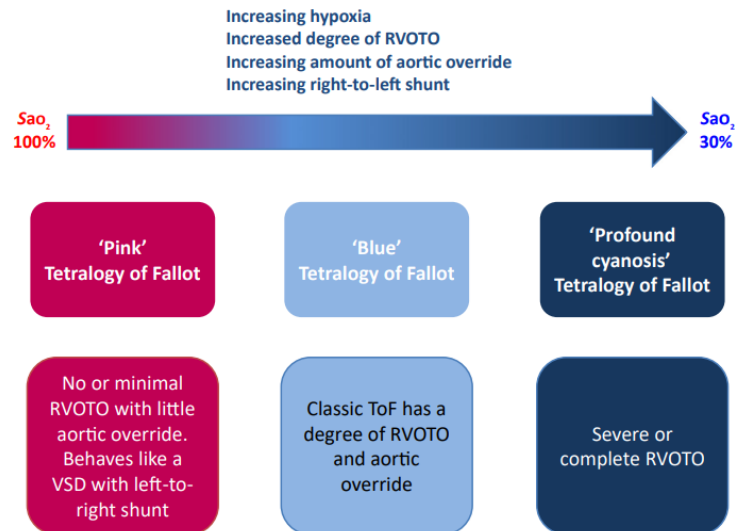 Increasing hypoxia
Increased degree of RVOTO
Increasing amount of aortic override
Increasing right-to-left shunt
Sao₂
100%
Sao₂
30%
‘Pink’
Tetralogy of Fallot
‘Blue’
Tetralogy of Fallot
‘Profound
cyanosis’
Tetralogy of Fallot
No or minimal
RVOTO with little
aortic override.
Behaves like a
VSD with left-to-
right shunt
Classic ToF has a
degree of RVOTO
and aortic
override
Severe or
complete RVOTO